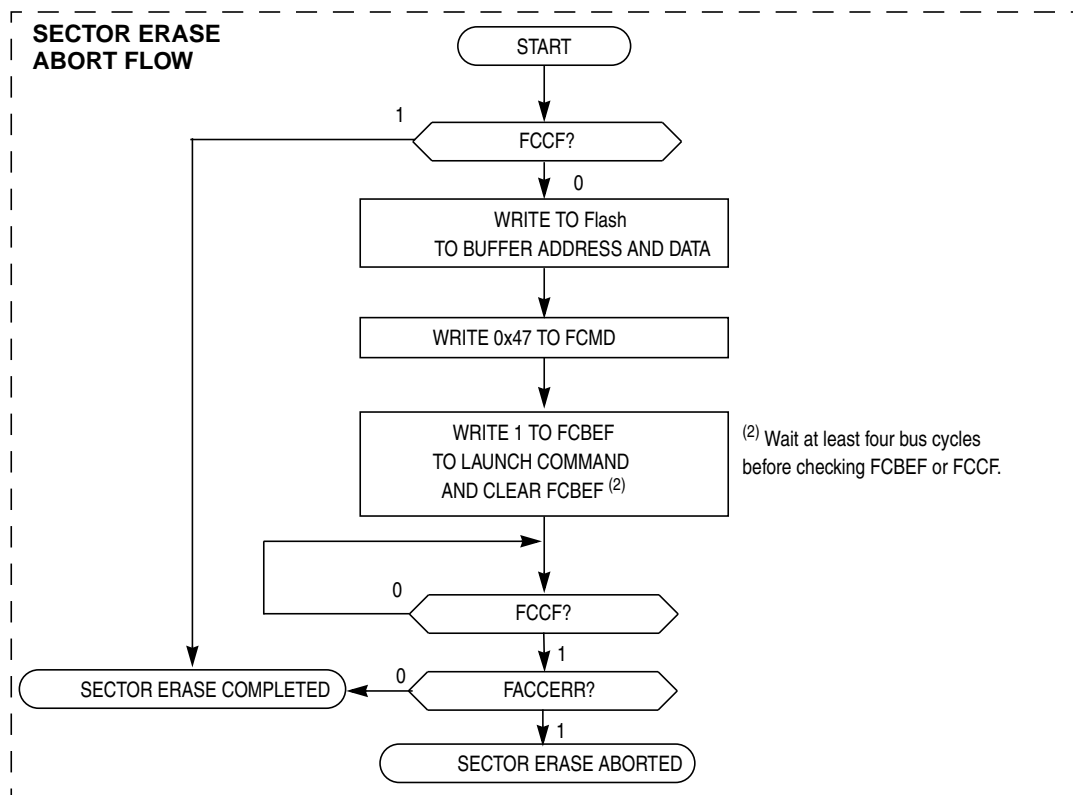 SECTOR ERASE
ABORT FLOW
START
1
FCCF?
0
WRITE TO Flash
TO BUFFER ADDRESS AND DATA
WRITE 0x47 TO FCMD
WRITE 1 TO FCBEF
TO LAUNCH COMMAND
AND CLEAR FCBEF (2)
(2) Wait at least four bus cycles
before checking FCBEF or FCCF.
0
FCCF?
1
0
SECTOR ERASE COMPLETED
FACCERR?
1
SECTOR ERASE ABORTED